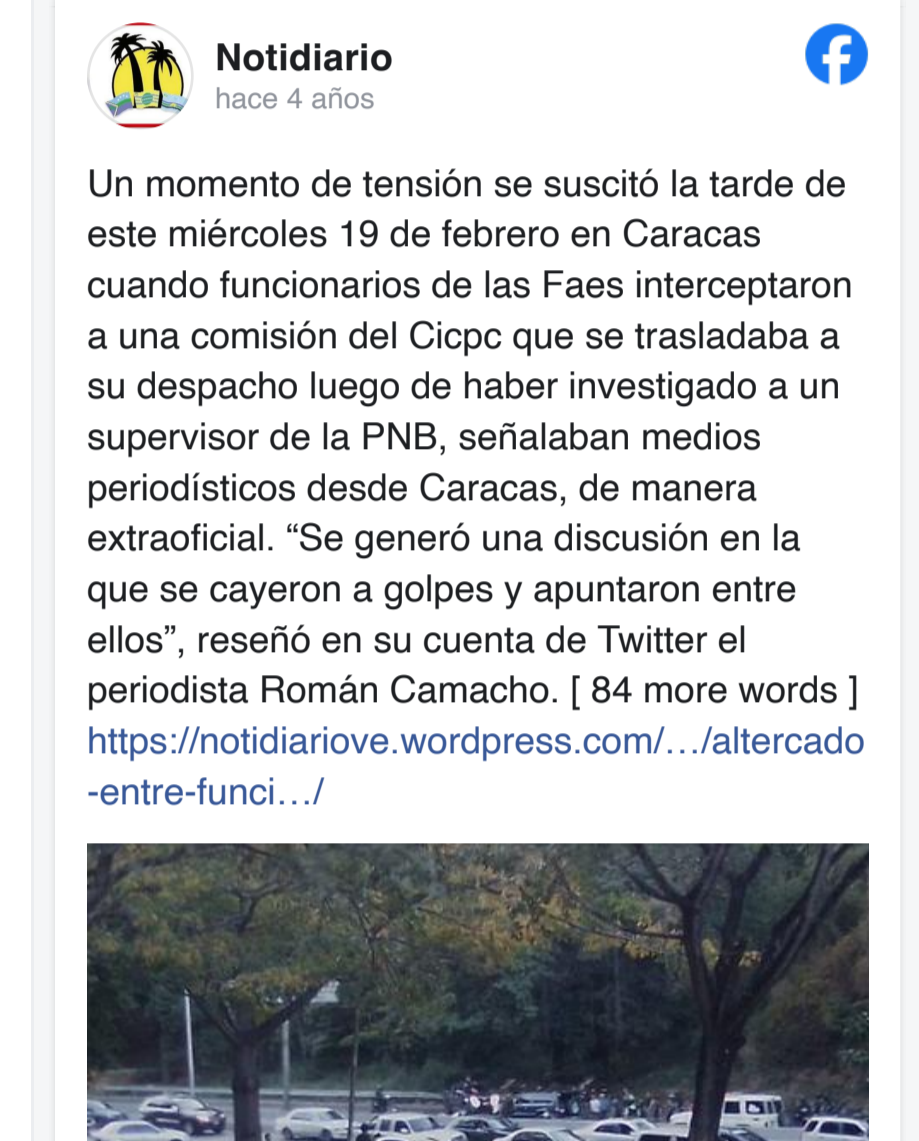 Notidiario
hace 4 años
Un momento de tensión se suscitó la tarde de
este miércoles 19 de febrero en Caracas
cuando funcionarios de las Faes interceptaron
a una comisión del Cicpc que se trasladaba a
su despacho luego de haber investigado a un
supervisor de la PNB, señalaban medios
periodísticos desde Caracas, de manera
extraoficial. “Se generó una discusión en la
que se cayeron a golpes y apuntaron entre
ellos”, reseñó en su cuenta de Twitter el
periodista Román Camacho. [ 84 more words ]
https://notidiariove.wordpress.com/…/altercado
-entre-funci…/